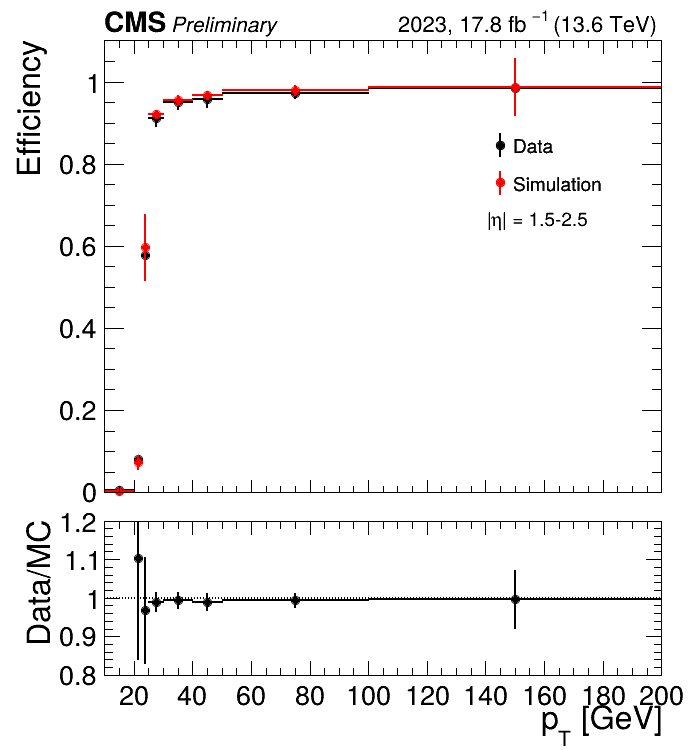 CMS Preliminary 2023, 17.8 fb⁻¹ (13.6 TeV)
Efficiency
1
0.8
0.6
0.4
0.2
0
Data
Simulation
|η| = 1.5-2.5
Data/MC
1.2
1.1
1
0.9
0.8
20 40 60 80 100 120 140 160 180 200
p_T [GeV]